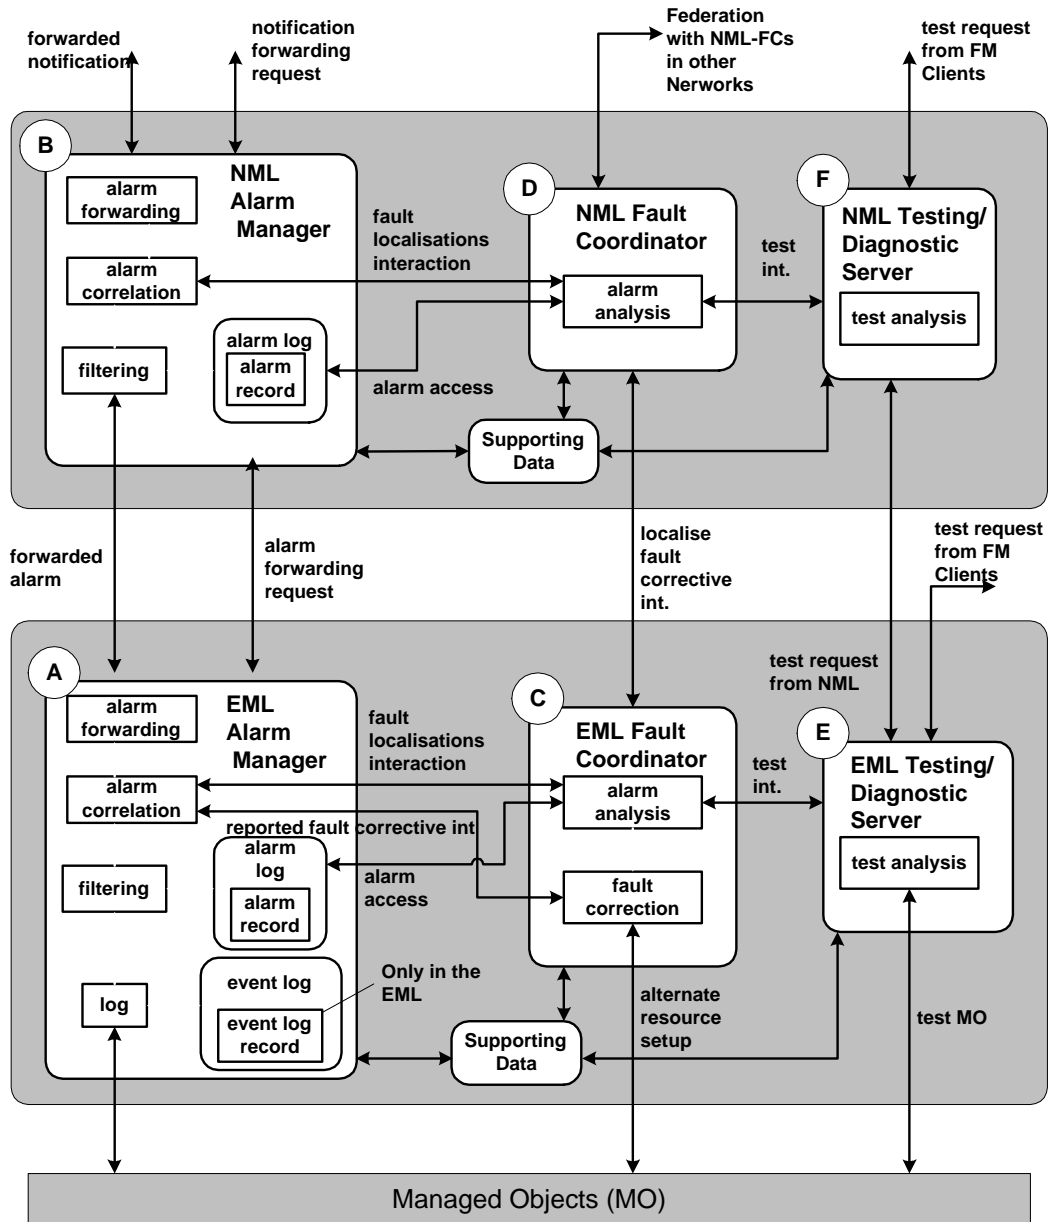 forwarded
notification
notification
forwarding
request
Federation
with NML-FCs
in other
Nerworks
test request
from FM
Clients
B
NML
Alarm
Manager
alarm
forwarding
alarm
correlation
filtering
alarm log
alarm
record
fault
localisations
interaction
alarm access
D
NML Fault
Coordinator
alarm
analysis
test
int.
F
NML Testing/
Diagnostic
Server
test analysis
Supporting
Data
forwarded
alarm
alarm
forwarding
request
localise
fault
corrective
int.
test request
from FM
Clients
test request
from NML
A
EML
Alarm
Manager
alarm
forwarding
alarm
correlation
reported fault corrective int
filtering
alarm
log
alarm
record
log
event log
event log
record
fault
localisations
interaction
alarm
access
Only in the
EML
C
EML Fault
Coordinator
alarm
analysis
fault
correction
test
int.
E
EML Testing/
Diagnostic
Server
test analysis
Supporting
Data
alternate
resource
setup
test MO
Managed Objects (MO)